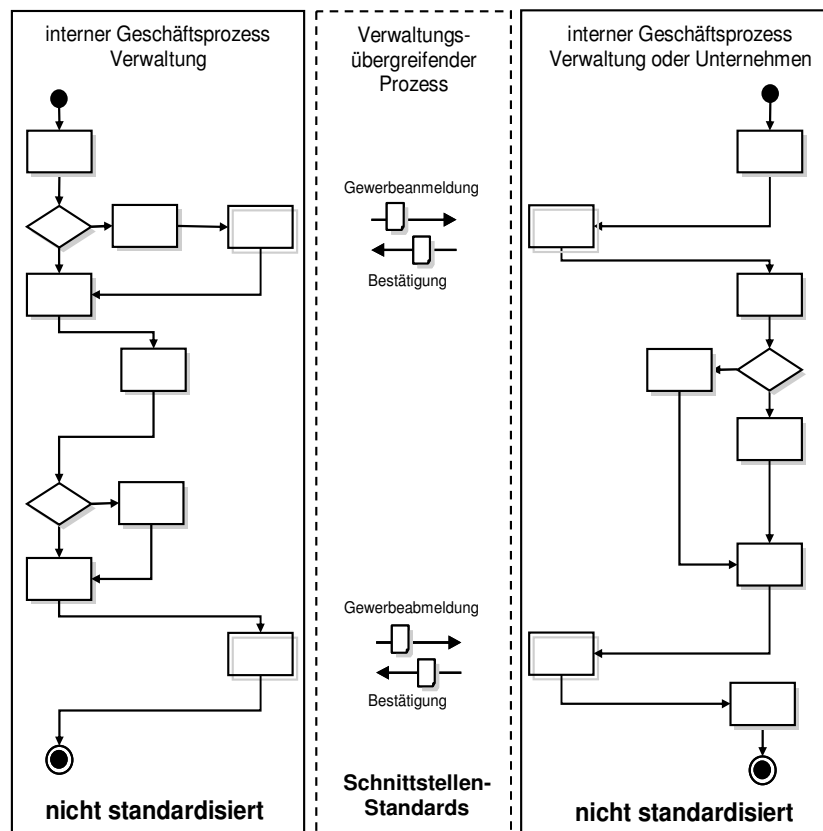 interner Geschäftsprozess
Verwaltung
Verwaltungs-
übergreifender
Prozess
interner Geschäftsprozess
Verwaltung oder Unternehmen
Gewerbeanmeldung
Bestätigung
Gewerbeabmeldung
Bestätigung
nicht standardisiert
Schnittstellen-
Standards
nicht standardisiert